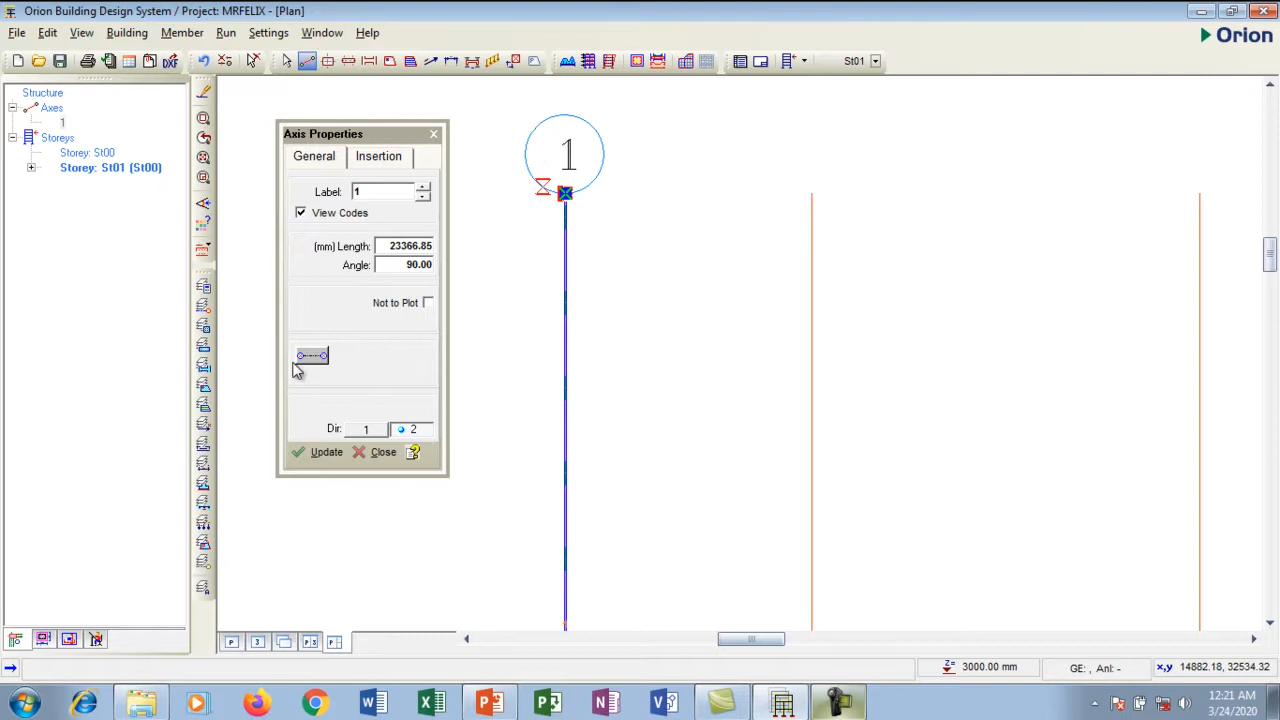 Orion Building Design System / Project: MRFELIX - [Plan]
File Edit View Building Member Run Settings Window Help
Orion
DXF
St01
Structure
Axes
1
Storeys
Storey: St00
Storey: St01 (St00)
Axis Properties
General Insertion
Label: 1
View Codes
(mm) Length: 23366.85
Angle: 90.00
Not to Plot
Dir: 1 2
Update Close
1
Z= 3000.00 mm
GE: , Anl: -
x,y 14882.18, 32534.32
12:21 AM
3/24/2020